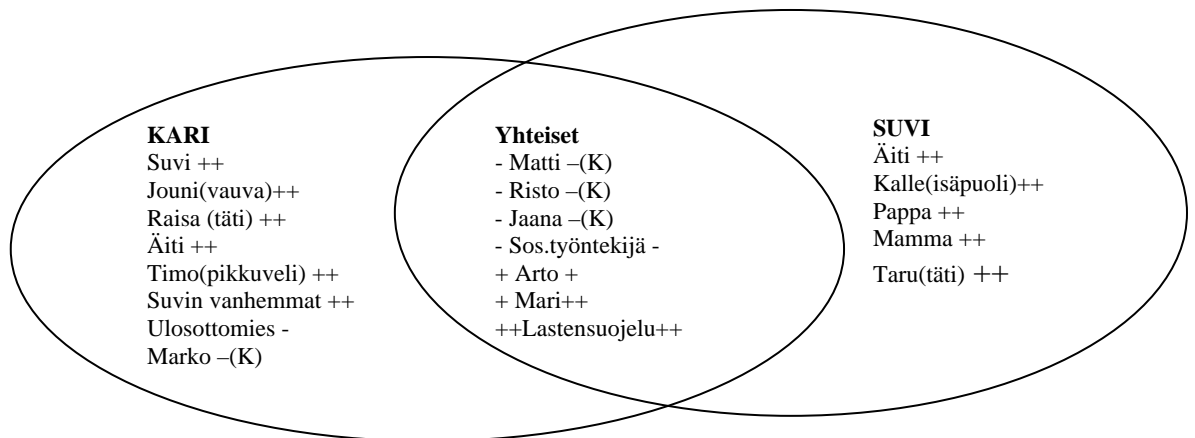 KARI
Suvi ++
Jouni(vauva)++
Raisa (täti) ++
Äiti ++
Timo(pikkuveli) ++
Suvin vanhemmat ++
Ulosottomies -
Marko –(K)
Yhteiset
- Matti –(K)
- Risto –(K)
- Jaana –(K)
- Sos.työntekijä -
+ Arto +
+ Mari++
++Lastensuojelu++
SUVI
Äiti ++
Kalle(isäpuoli)++
Pappa ++
Mamma ++
Taru(täti) ++